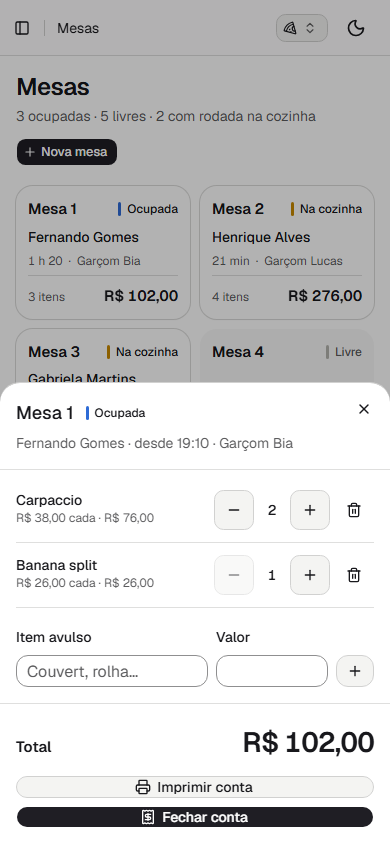 Mesas
Mesas
3 ocupadas · 5 livres · 2 com rodada na cozinha
+ Nova mesa
Mesa 1 Ocupada
Fernando Gomes
1 h 20 · Garçom Bia
3 itens R$ 102,00
Mesa 2 Na cozinha
Henrique Alves
21 min · Garçom Lucas
4 itens R$ 276,00
Mesa 3 Na cozinha
Gabriela Martins
Mesa 4 Livre
Mesa 1 Ocupada
Fernando Gomes · desde 19:10 · Garçom Bia
Carpaccio
R$ 38,00 cada · R$ 76,00
− 2 +
Banana split
R$ 26,00 cada · R$ 26,00
− 1 +
Item avulso Valor
Couvert, rolha... +
Total R$ 102,00
Imprimir conta
Fechar conta